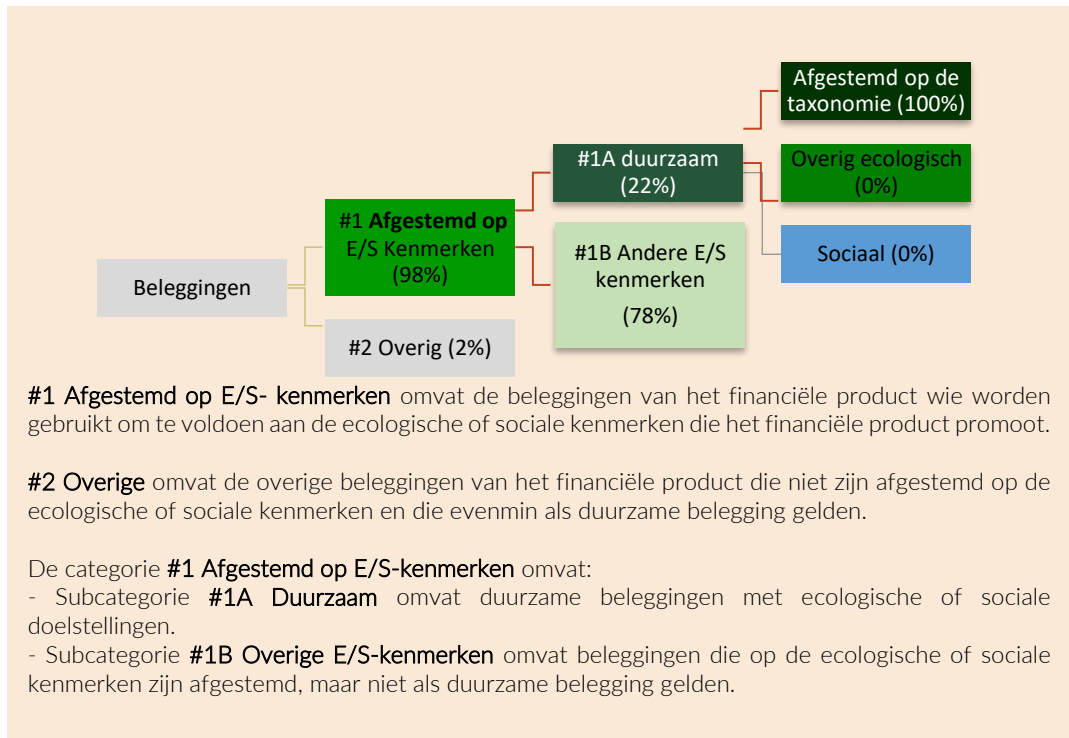 Afgestemd op de
taxonomie (100%)
#1A duurzaam
(22%)
Overig ecologisch
(0%)
#1 Afgestemd op
E/S Kenmerken
(98%)
#1B Andere E/S
kenmerken
(78%)
Sociaal (0%)
Beleggingen
#2 Overig (2%)
#1 Afgestemd op E/S- kenmerken omvat de beleggingen van het financiële product wie worden
gebruikt om te voldoen aan de ecologische of sociale kenmerken die het financiële product promoot.
#2 Overige omvat de overige beleggingen van het financiële product die niet zijn afgestemd op de
ecologische of sociale kenmerken en die evenmin als duurzame belegging gelden.
De categorie #1 Afgestemd op E/S-kenmerken omvat:
- Subcategorie #1A Duurzaam omvat duurzame beleggingen met ecologische of sociale
doelstellingen.
- Subcategorie #1B Overige E/S-kenmerken omvat beleggingen die op de ecologische of sociale
kenmerken zijn afgestemd, maar niet als duurzame belegging gelden.